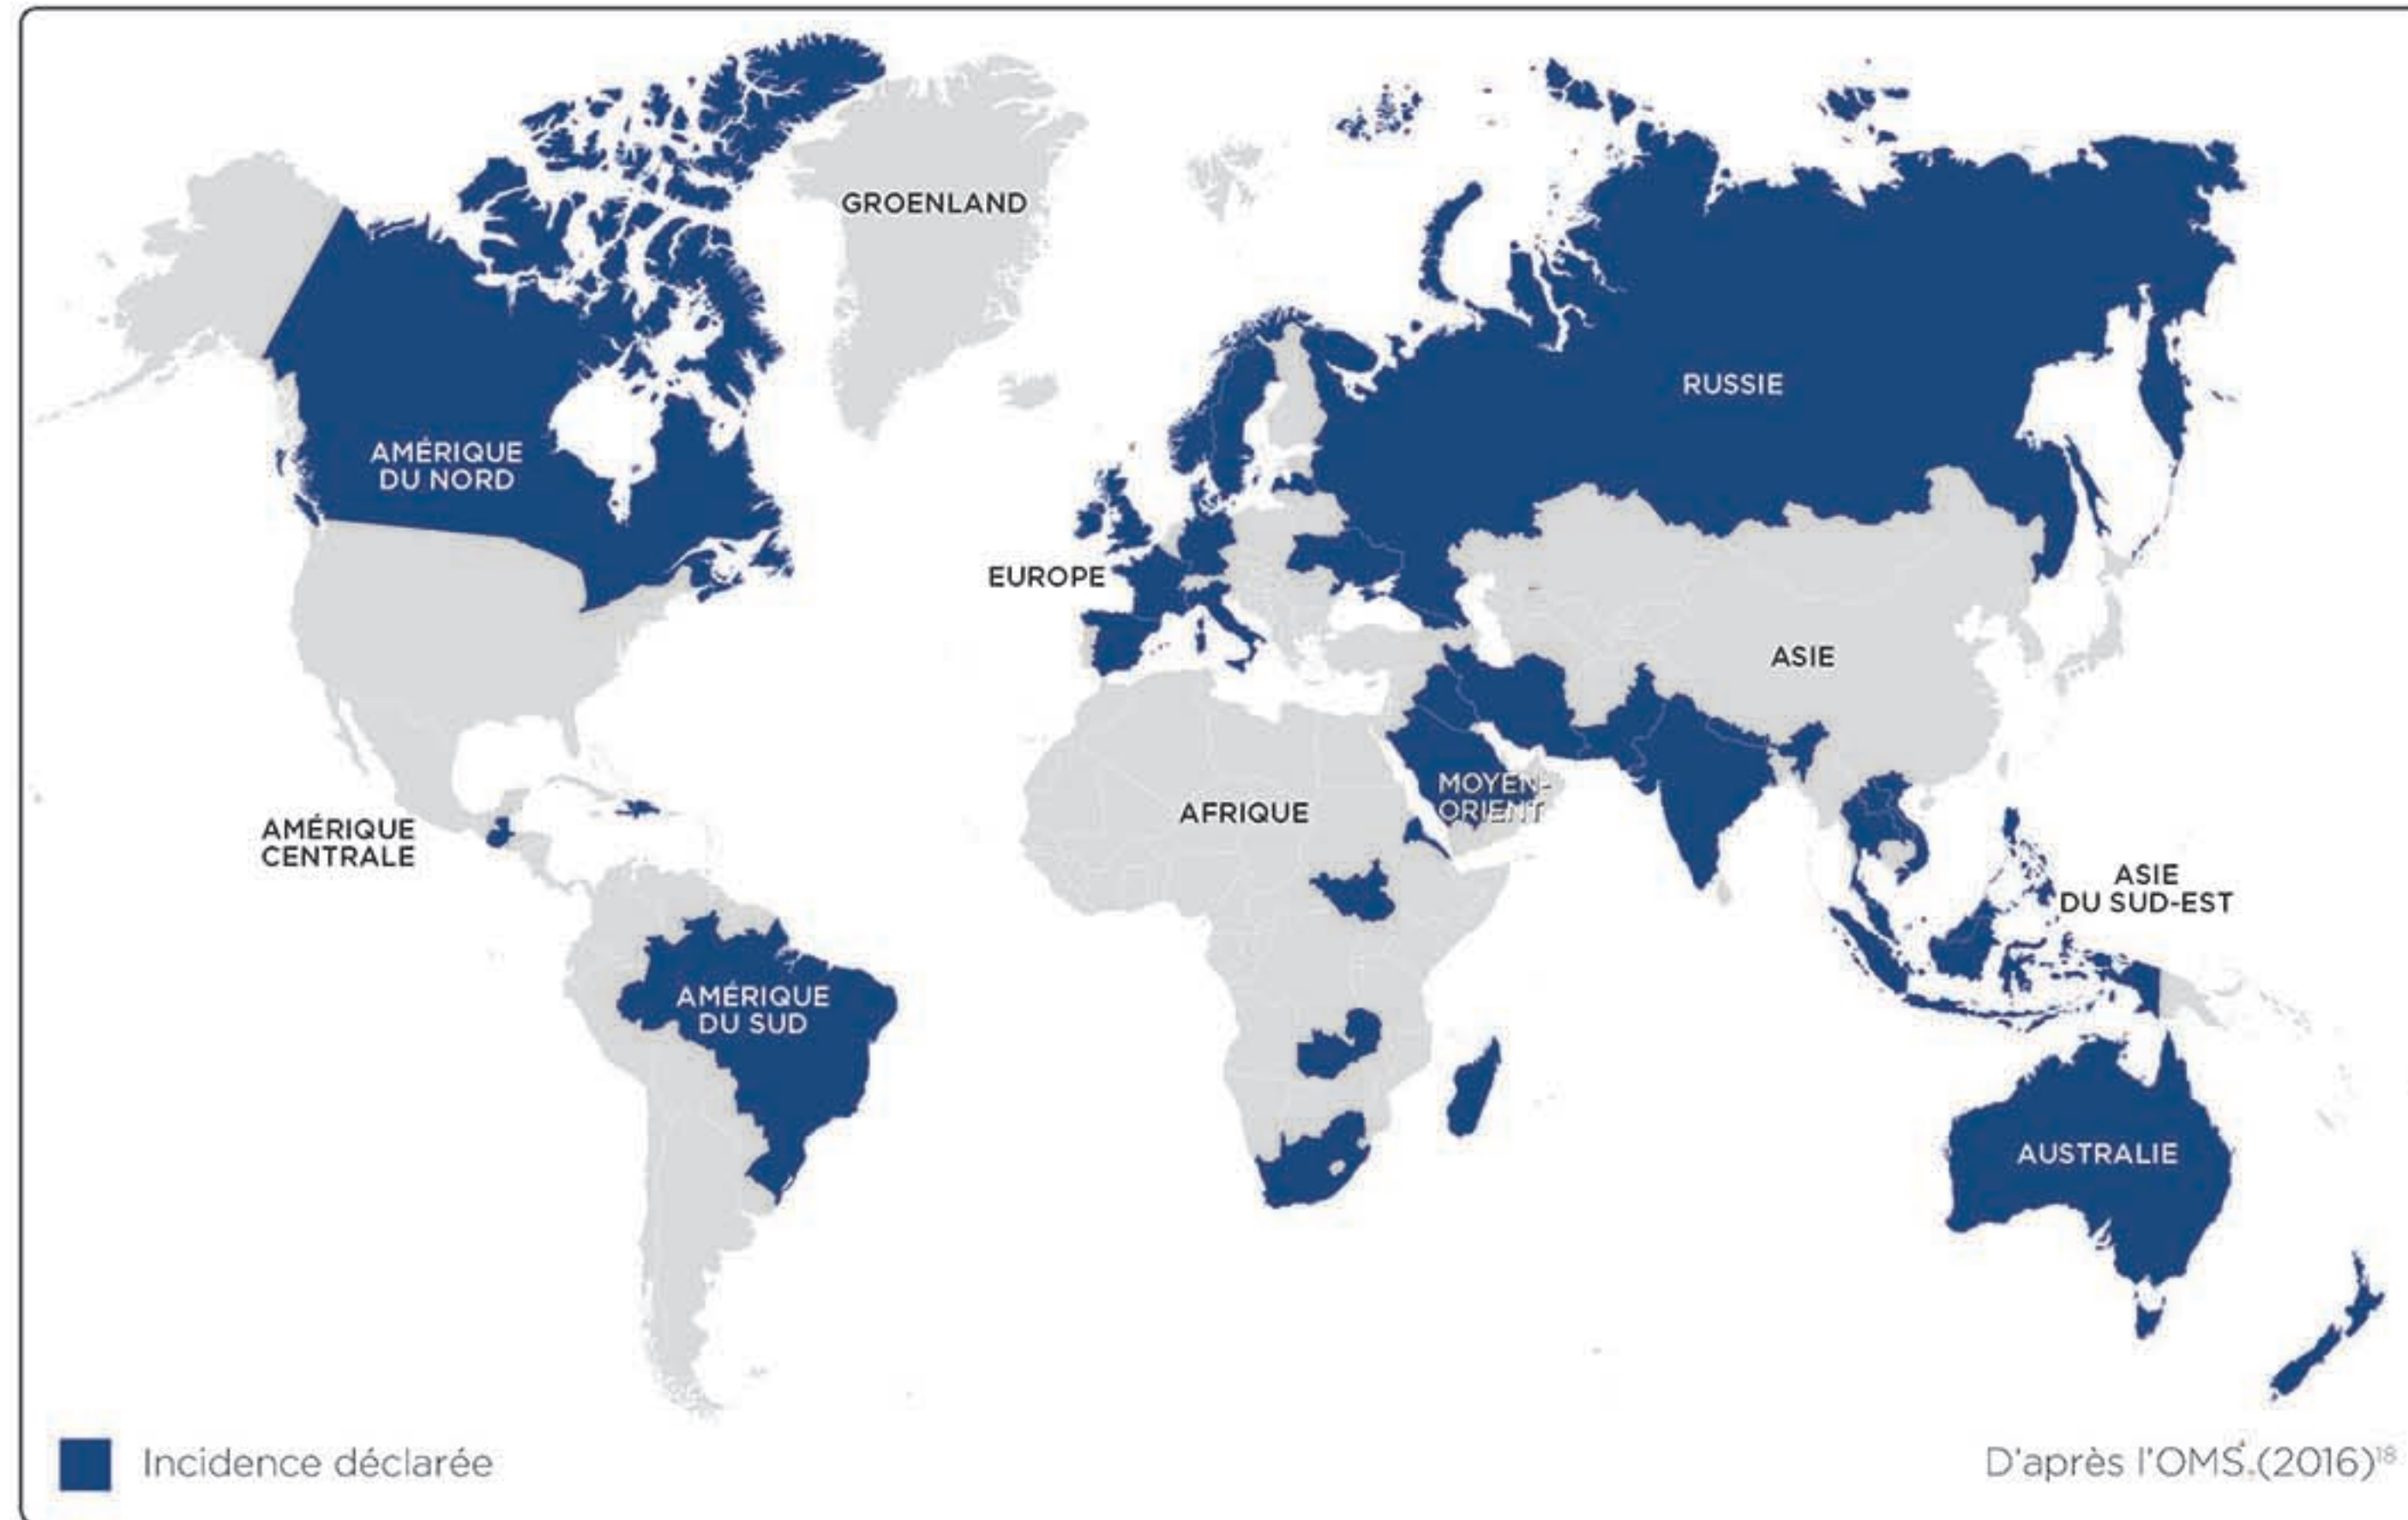 GROENLAND
RUSSIE
AMÉRIQUE
DU NORD
EUROPE
ASIE
MOYEN-
ORIENT
AFRIQUE
AMÉRIQUE
CENTRALE
ASIE
DU SUD-EST
AMÉRIQUE
DU SUD
AUSTRALIE
Incidence déclarée
D'après l'OMS.(2016)18